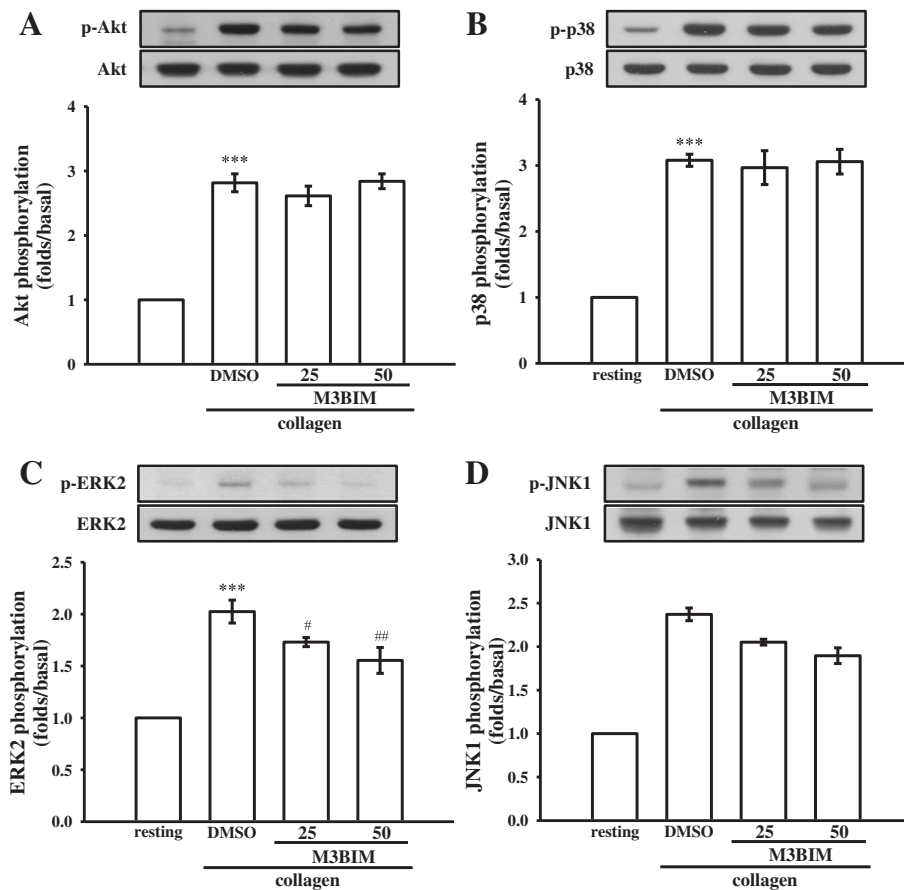 A
p-Akt
Akt
Akt phosphorylation
(folds/basal)
4
3
2
1
0
***
DMSO
25
50
M3BIM
collagen
B
p-p38
p38
p38 phosphorylation
(folds/basal)
4
3
2
1
0
***
resting
DMSO
25
50
M3BIM
collagen
C
p-ERK2
ERK2
ERK2 phosphorylation
(folds/basal)
2.5
2.0
1.5
1.0
0.5
0.0
***
#
##
resting
DMSO
25
50
M3BIM
collagen
D
p-JNK1
JNK1
JNK1 phosphorylation
(folds/basal)
3.0
2.5
2.0
1.5
1.0
0.5
0.0
resting
DMSO
25
50
M3BIM
collagen